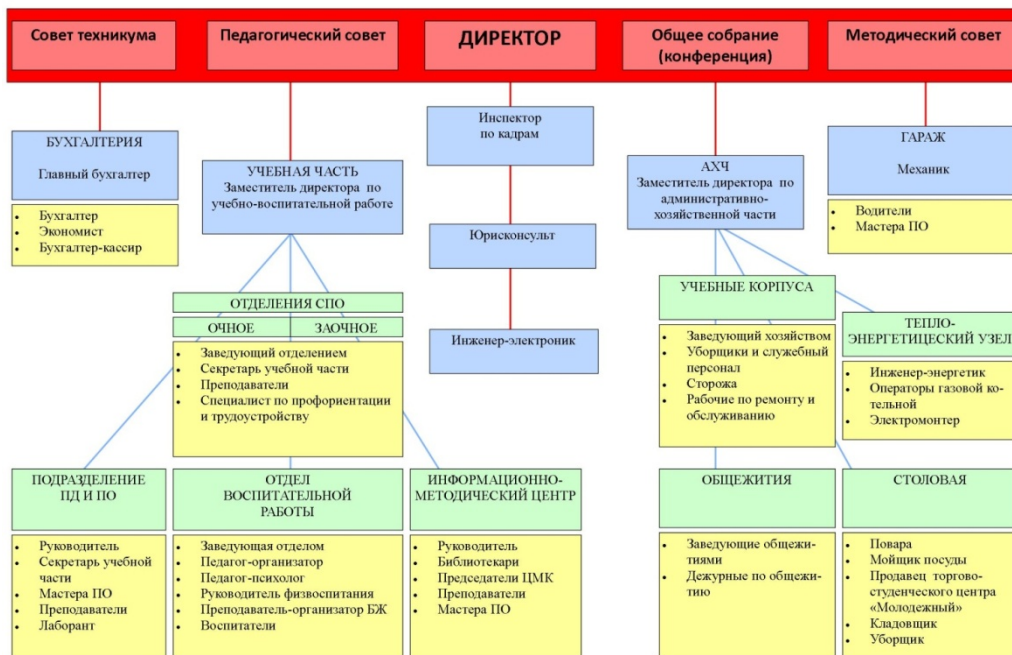 Совет техникума
Педагогический совет
ДИРЕКТОР
Общее собрание
(конференция)
Методический совет
БУХГАЛТЕРИЯ
Главный бухгалтер
Бухгалтер
Экономист
Бухгалтер-кассир
УЧЕБНАЯ ЧАСТЬ
Заместитель директора по
учебно-воспитательной работе
Инспектор
по кадрам
Юрисконсульт
Инженер-электроник
АХЧ
Заместитель директора по
административно-
хозяйственной части
ГАРАЖ
Механик
Водители
Мастера ПО
ОТДЕЛЕНИЯ СПО
ОЧНОЕ
ЗАОЧНОЕ
Заведующий отделением
Секретарь учебной части
Преподаватели
Специалист по профориентации
и трудоустройству
УЧЕБНЫЕ КОРПУСА
Заведующий хозяйством
Уборщики и служебный
персонал
Сторожа
Рабочие по ремонту и
обслуживанию
ТЕПЛО-
ЭНЕРГЕТИЦЕСКИЙ УЗЕЛ
Инженер-энергетик
Операторы газовой ко-
тельной
Электромонтер
ПОДРАЗДЕЛЕНИЕ
ПД И ПО
Руководитель
Секретарь учебной
части
Мастера ПО
Преподаватели
Лаборант
ОТДЕЛ
ВОСПИТАТЕЛЬНОЙ
РАБОТЫ
Заведующая отделом
Педагог-организатор
Педагог-психолог
Руководитель физвоспитания
Преподаватель-организатор БЖ
Воспитатели
ИНФОРМАЦИОННО-
МЕТОДИЧЕСКИЙ ЦЕНТР
Руководитель
Библиотекари
Председатели ЦМК
Преподаватели
Мастера ПО
ОБЩЕЖИТИЯ
Заведующие общежи-
тиями
Дежурные по общежи-
тию
СТОЛОВАЯ
Повара
Мойщик посуды
Продавец торгово-
студенческого центра
«Молодежный»
Кладовщик
Уборщик